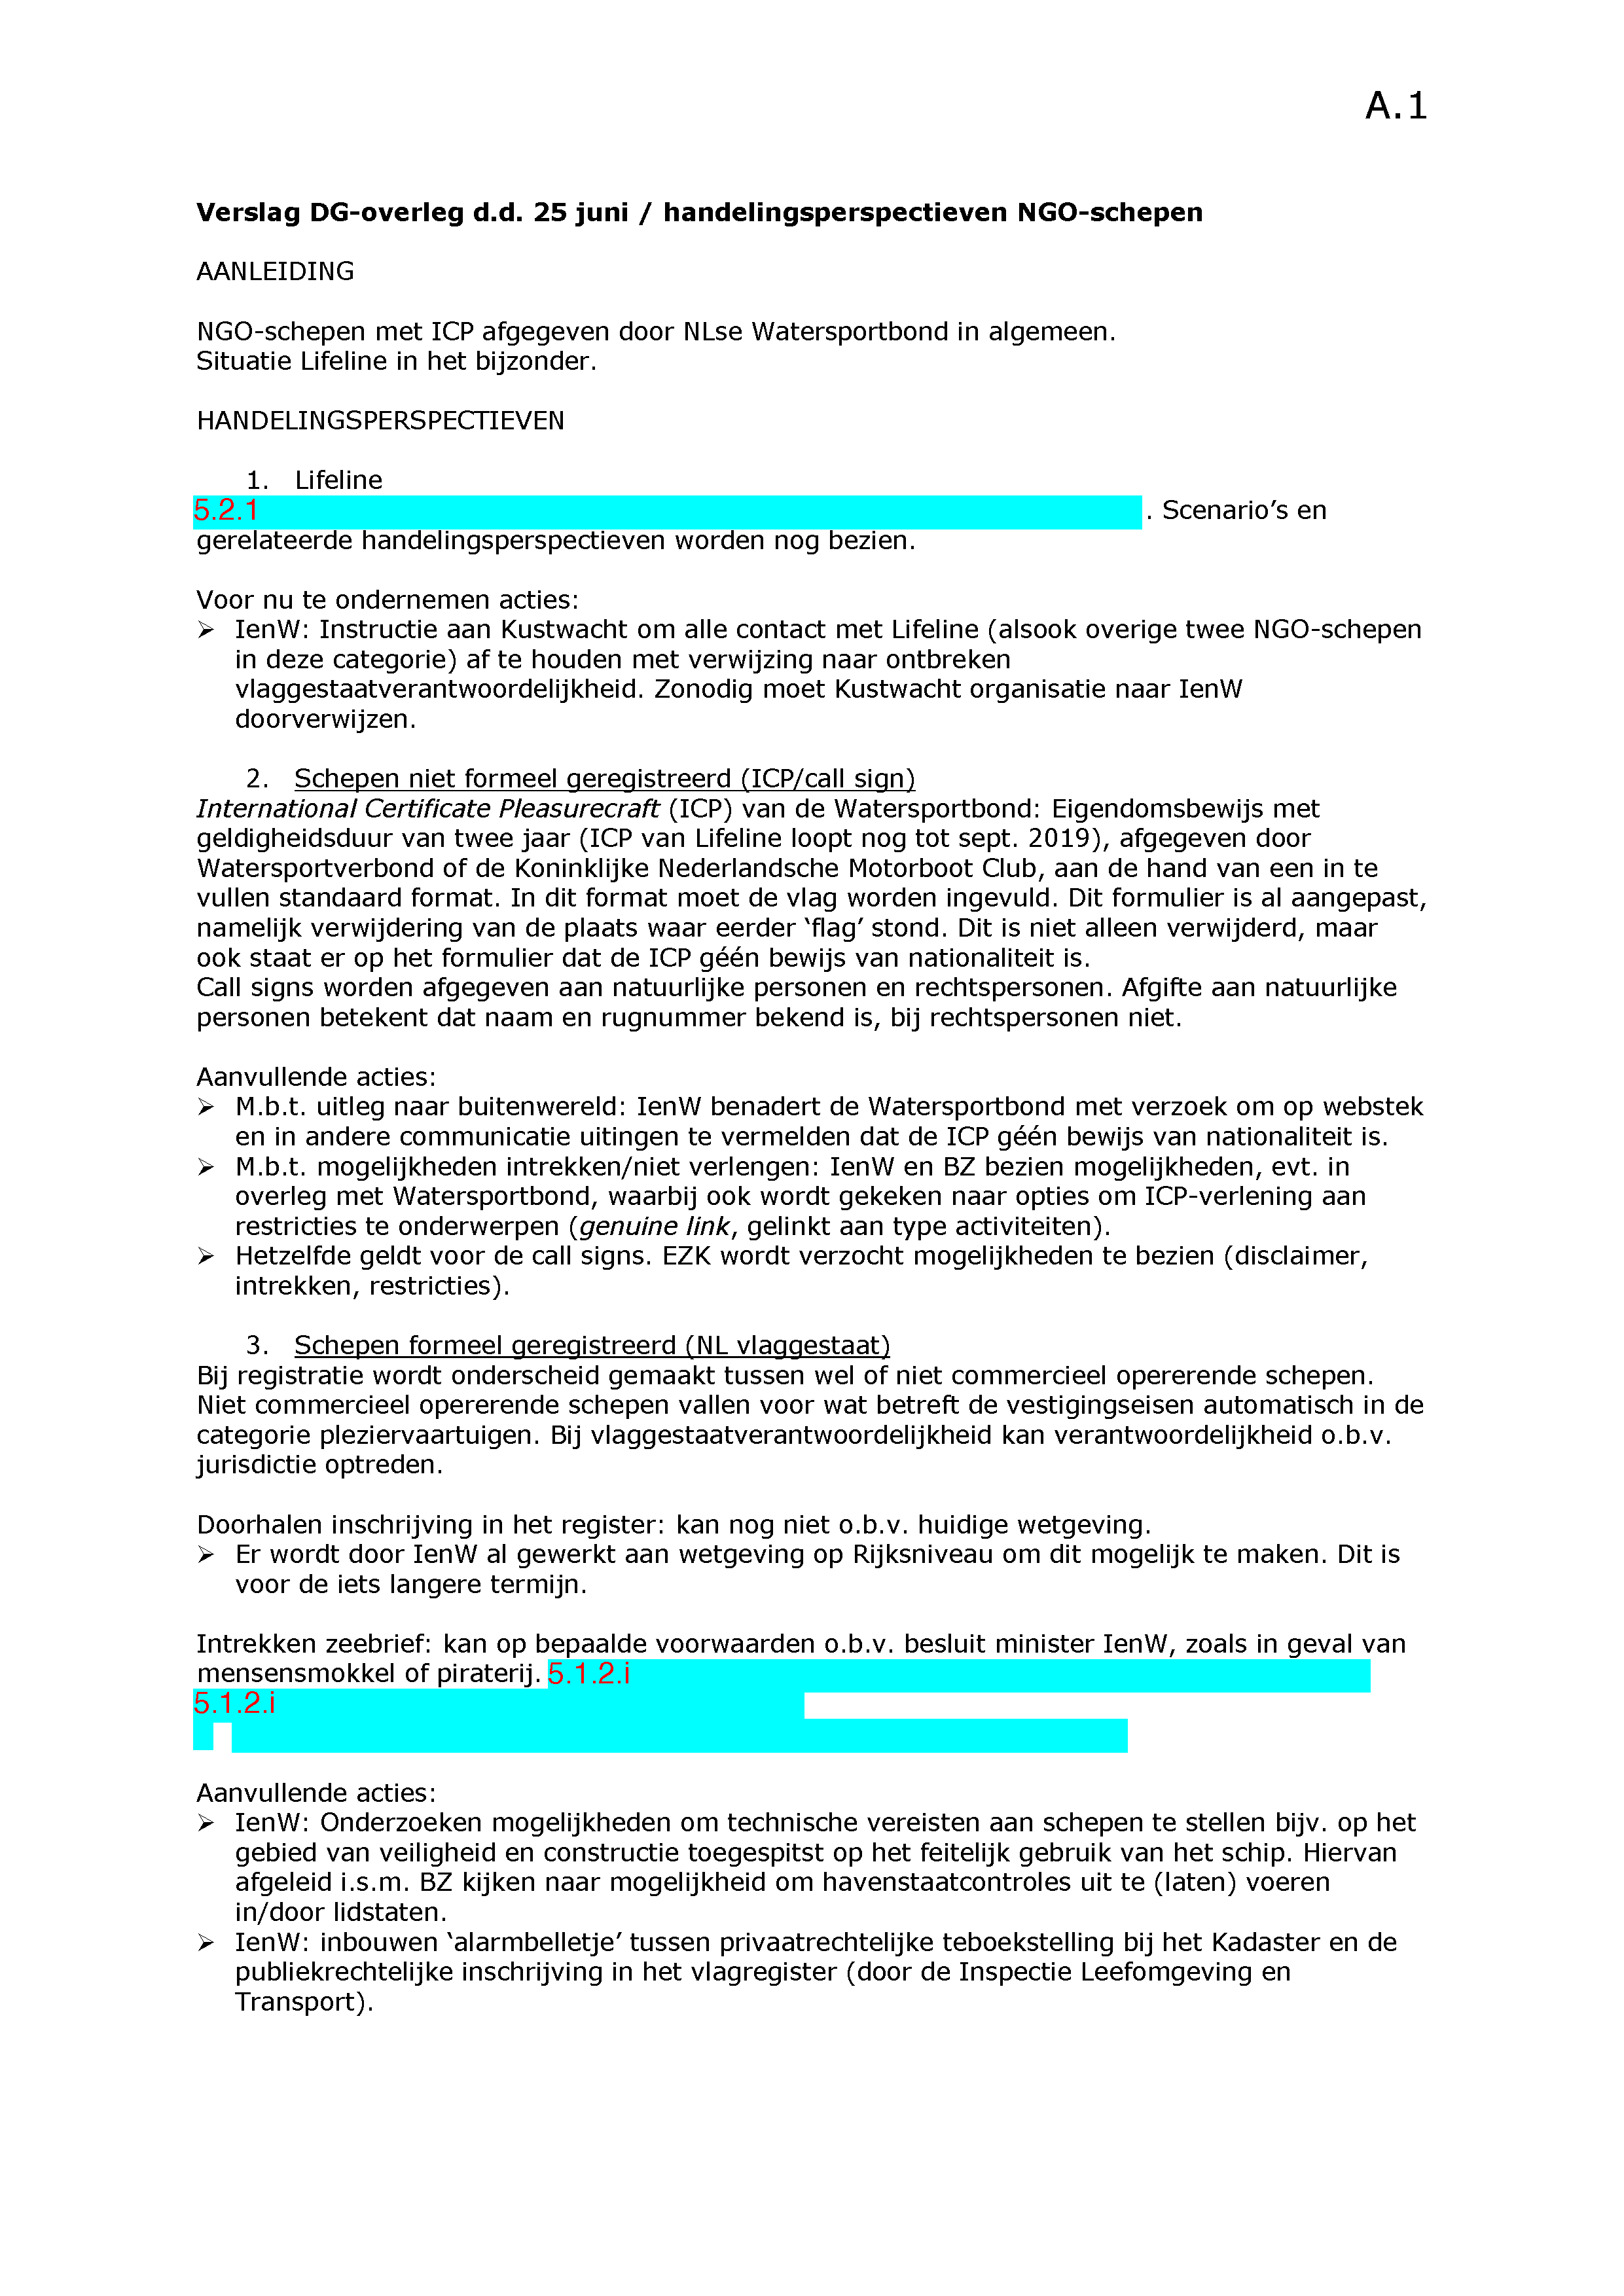 A.1
Verslag DG-overleg d.d. 25 juni / handelingsperspectieven NGO-schepen
AANLEIDING
NGO-schepen met ICP afgegeven door NLse Watersportbond in algemeen.
Situatie Lifeline in het bijzonder.
HANDELINGSPERSPECTIEVEN
1. Lifeline
5.2.1 . Scenario’s en
gerelateerde handelingsperspectieven worden nog bezien.
Voor nu te ondernemen acties:
➢ IenW: Instructie aan Kustwacht om alle contact met Lifeline (alsook overige twee NGO-schepen
in deze categorie) af te houden met verwijzing naar ontbreken
vlaggestaatverantwoordelijkheid. Zonodig moet Kustwacht organisatie naar IenW
doorverwijzen.
2. Schepen niet formeel geregistreerd (ICP/call sign)
International Certificate Pleasurecraft (ICP) van de Watersportbond: Eigendomsbewijs met
geldigheidsduur van twee jaar (ICP van Lifeline loopt nog tot sept. 2019), afgegeven door
Watersportverbond of de Koninklijke Nederlandsche Motorboot Club, aan de hand van een in te
vullen standaard format. In dit format moet de vlag worden ingevuld. Dit formulier is al aangepast,
namelijk verwijdering van de plaats waar eerder ‘flag’ stond. Dit is niet alleen verwijderd, maar
ook staat er op het formulier dat de ICP géén bewijs van nationaliteit is.
Call signs worden afgegeven aan natuurlijke personen en rechtspersonen. Afgifte aan natuurlijke
personen betekent dat naam en rugnummer bekend is, bij rechtspersonen niet.
Aanvullende acties:
➢ M.b.t. uitleg naar buitenwereld: IenW benadert de Watersportbond met verzoek om op webstek
en in andere communicatie uitingen te vermelden dat de ICP géén bewijs van nationaliteit is.
➢ M.b.t. mogelijkheden intrekken/niet verlengen: IenW en BZ bezien mogelijkheden, evt. in
overleg met Watersportbond, waarbij ook wordt gekeken naar opties om ICP-verlening aan
restricties te onderwerpen (genuine link, gelinkt aan type activiteiten).
➢ Hetzelfde geldt voor de call signs. EZK wordt verzocht mogelijkheden te bezien (disclaimer,
intrekken, restricties).
3. Schepen formeel geregistreerd (NL vlaggestaat)
Bij registratie wordt onderscheid gemaakt tussen wel of niet commercieel opererende schepen.
Niet commercieel opererende schepen vallen voor wat betreft de vestigingseisen automatisch in de
categorie pleziervaartuigen. Bij vlaggestaatverantwoordelijkheid kan verantwoordelijkheid o.b.v.
jurisdictie optreden.
Doorhalen inschrijving in het register: kan nog niet o.b.v. huidige wetgeving.
➢ Er wordt door IenW al gewerkt aan wetgeving op Rijksniveau om dit mogelijk te maken. Dit is
voor de iets langere termijn.
Intrekken zeebrief: kan op bepaalde voorwaarden o.b.v. besluit minister IenW, zoals in geval van
mensensmokkel of piraterij. 5.1.2.i
5.1.2.i
Aanvullende acties:
➢ IenW: Onderzoeken mogelijkheden om technische vereisten aan schepen te stellen bijv. op het
gebied van veiligheid en constructie toegespitst op het feitelijk gebruik van het schip. Hiervan
afgeleid i.s.m. BZ kijken naar mogelijkheid om havenstaatcontroles uit te (laten) voeren
in/door lidstaten.
➢ IenW: inbouwen ‘alarmbelletje’ tussen privaatrechtelijke teboekstelling bij het Kadaster en de
publiekrechtelijke inschrijving in het vlagregister (door de Inspectie Leefomgeving en
Transport).